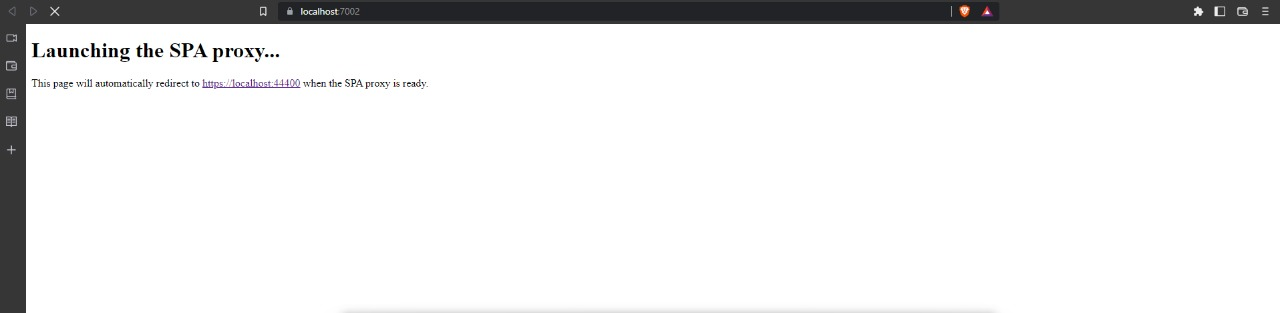 localhost:7002
Launching the SPA proxy...
This page will automatically redirect to https://localhost:44400 when the SPA proxy is ready.